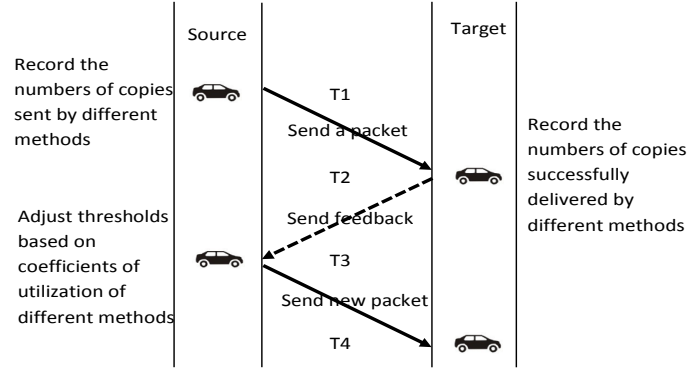 Source
Target
Record the
numbers of copies
sent by different
methods
T1
Send a packet
T2
Record the
numbers of copies
successfully
delivered by
different methods
Send feedback
Adjust thresholds
based on
coefficients of
utilization of
different methods
T3
Send new packet
T4